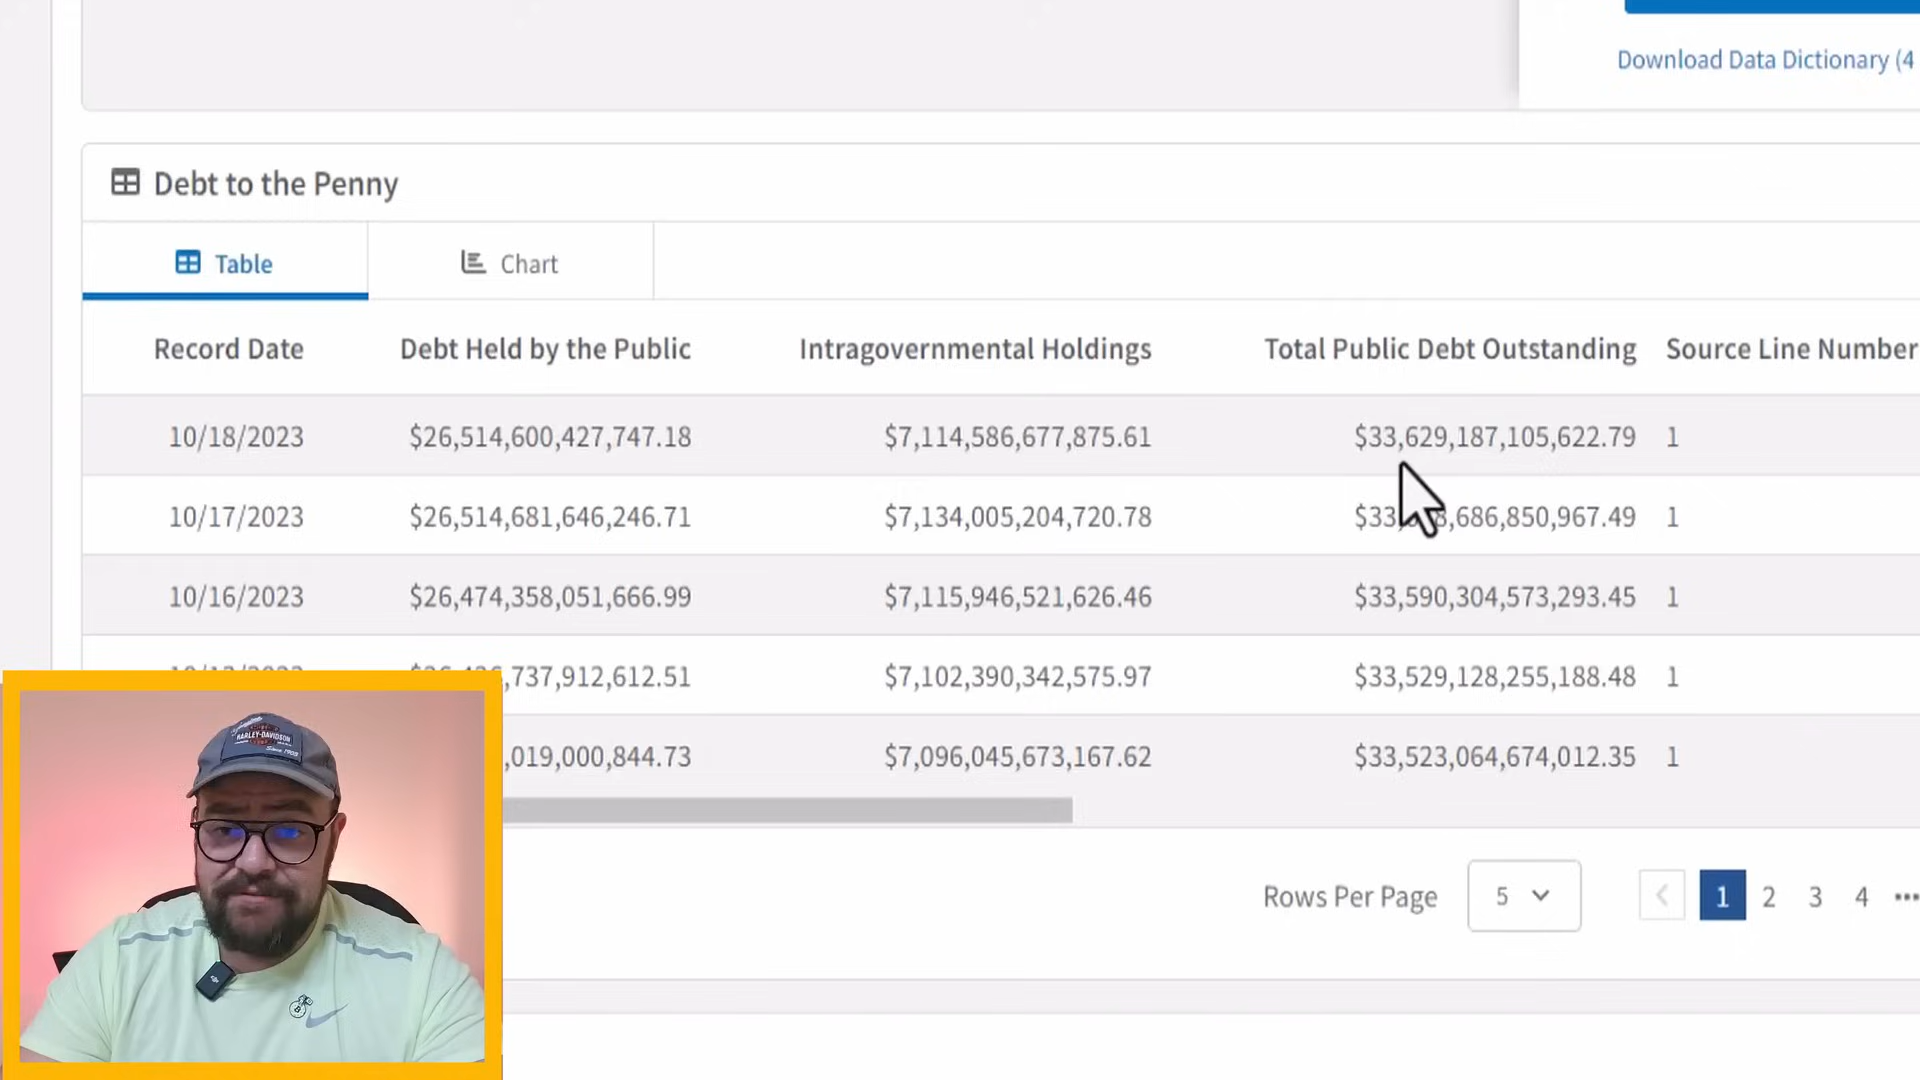 Download Data Dictionary (4
Debt to the Penny
Table Chart
Record Date Debt Held by the Public Intragovernmental Holdings Total Public Debt Outstanding Source Line Number
10/18/2023 $26,514,600,427,747.18 $7,114,586,677,875.61 $33,629,187,105,622.79 1
10/17/2023 $26,514,681,646,246.71 $7,134,005,204,720.78 1
10/16/2023 $26,474,358,051,666.99 $7,115,946,521,626.46 $33,590,304,573,293.45 1
,737,912,612.51 $7,102,390,342,575.97 $33,529,128,255,188.48 1
,019,000,844.73 $7,096,045,673,167.62 $33,523,064,674,012.35 1
Rows Per Page 5 1 2 3 4 ...
HARLEY-DAVIDSON
Since 1903